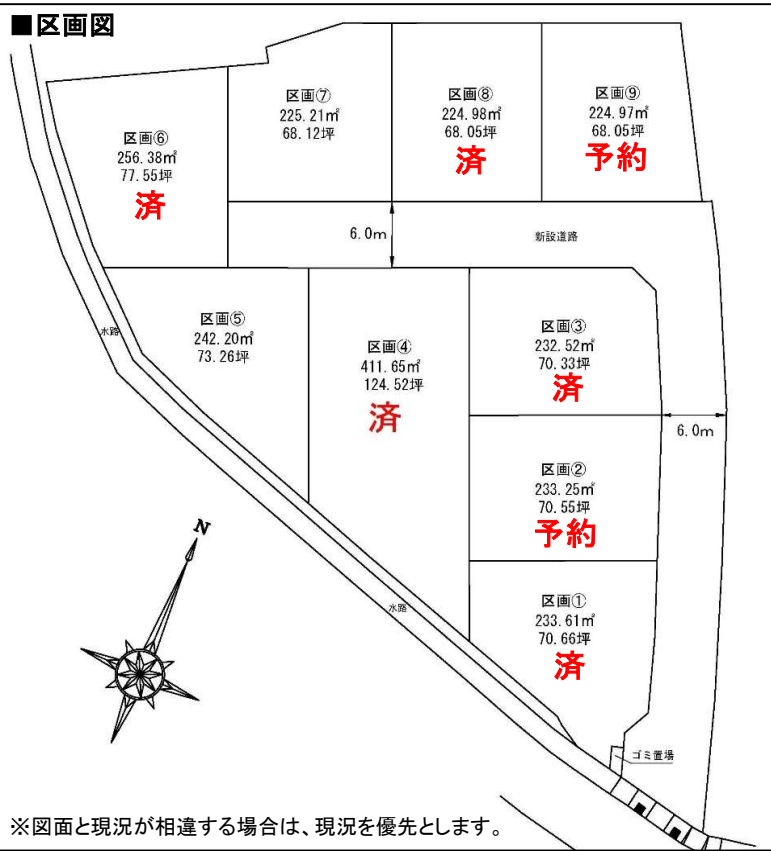 ■区画図
区画⑥
256.38㎡
77.55坪
済
区画⑦
225.21㎡
68.12坪
区画⑧
224.98㎡
68.05坪
済
区画⑨
224.97㎡
68.05坪
予約
6.0m
新設道路
水路
区画⑤
242.20㎡
73.26坪
区画④
411.65㎡
124.52坪
済
区画③
232.52㎡
70.33坪
済
6.0m
区画②
233.25㎡
70.55坪
予約
N
水路
区画①
233.61㎡
70.66坪
済
ゴミ置場
※図面と現況が相違する場合は、現況を優先とします。